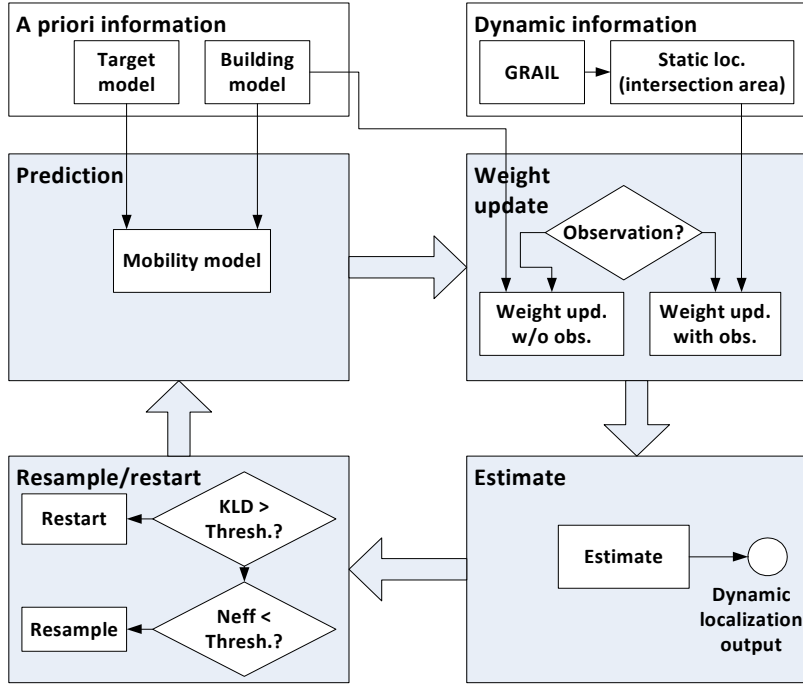 A priori information
Target
model
Building
model
Dynamic information
GRAIL
Static loc.
(intersection area)
Prediction
Mobility model
Weight
update
Observation?
Weight upd.
w/o obs.
Weight upd.
with obs.
Resample/restart
KLD >
Thresh.?
Restart
Neff <
Thresh.?
Resample
Estimate
Estimate
Dynamic
localization
output